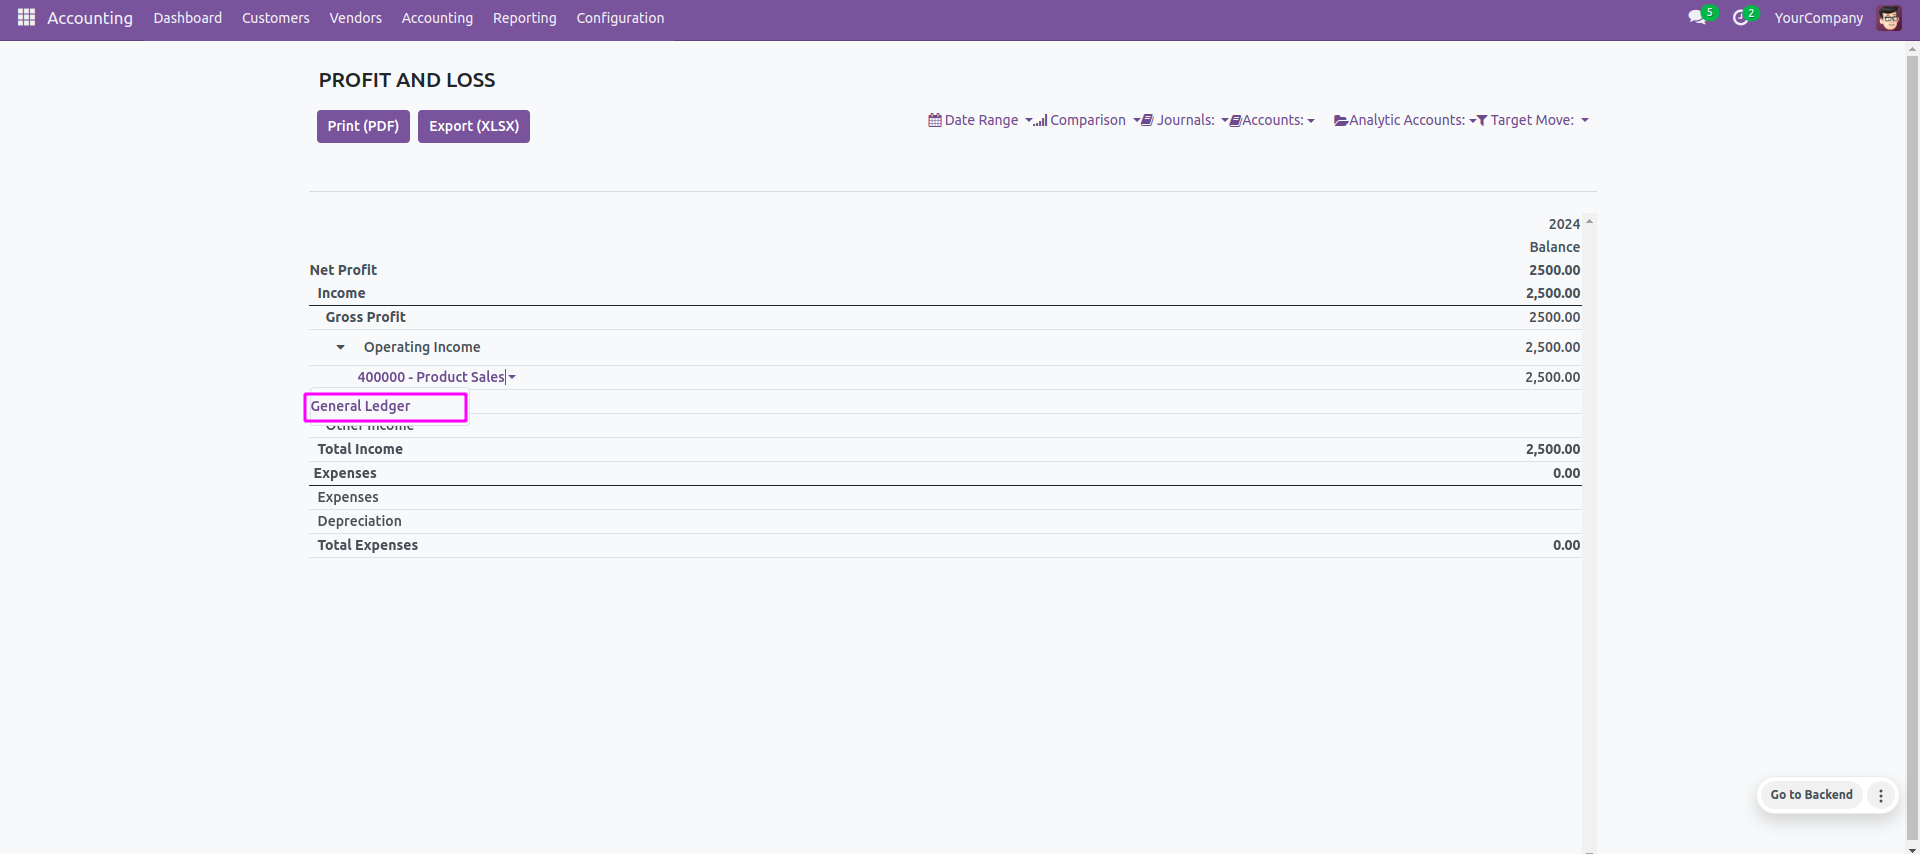 Accounting Dashboard Customers Vendors Accounting Reporting Configuration 5 2 YourCompany
PROFIT AND LOSS
Print (PDF) Export (XLSX) Date Range Comparison Journals: Accounts: Analytic Accounts: Target Move:
2024
Balance
Net Profit 2500.00
Income 2,500.00
Gross Profit 2500.00
Operating Income 2,500.00
400000 - Product Sales 2,500.00
General Ledger
Other Income
Total Income 2,500.00
Expenses 0.00
Expenses
Depreciation
Total Expenses 0.00
Go to Backend